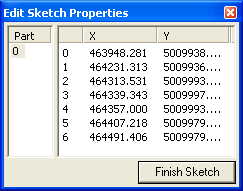 Edit Sketch Properties
Part
0
X Y
0 463948.281 5009938....
1 464231.313 5009936....
2 464313.531 5009993....
3 464339.343 5009957....
4 464357.000 5009993....
5 464407.218 5009979....
6 464491.406 5009979....
Finish Sketch